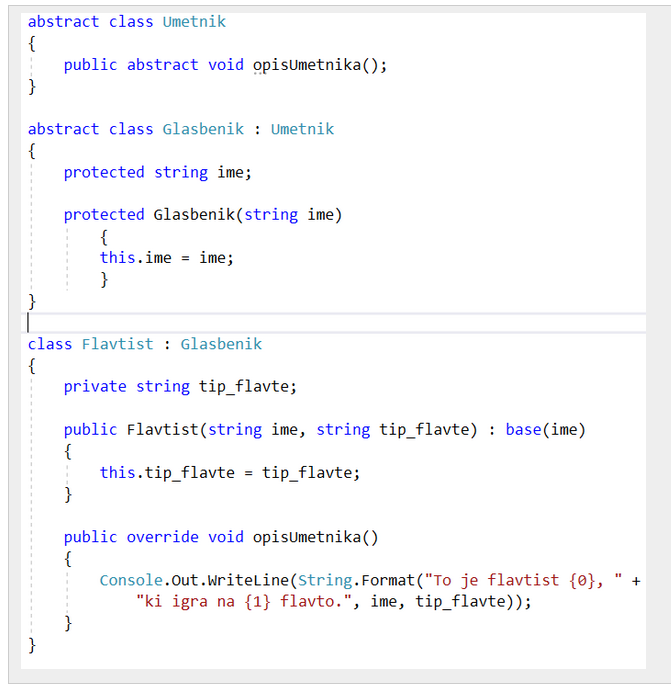 abstract class Umetnik
{
    public abstract void opisUmetnika();
}

abstract class Glasbenik : Umetnik
{
    protected string ime;

    protected Glasbenik(string ime)
        {
        this.ime = ime;
        }
}

class Flavtist : Glasbenik
{
    private string tip_flavte;

    public Flavtist(string ime, string tip_flavte) : base(ime)
    {
        this.tip_flavte = tip_flavte;
    }

    public override void opisUmetnika()
    {
        Console.Out.WriteLine(String.Format("To je flavtist {0}, " +
            "ki igra na {1} flavto.", ime, tip_flavte));
    }
}